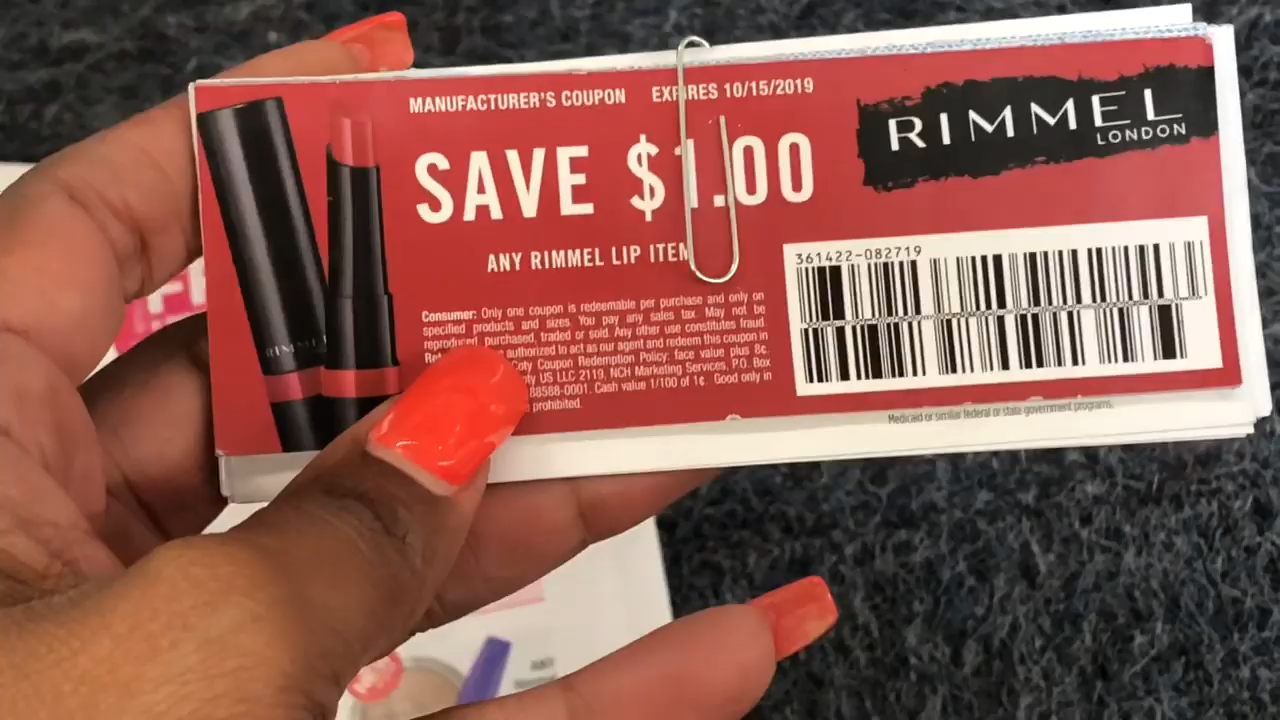 MANUFACTURER'S COUPON EXPIRES 10/15/2019
SAVE $1.00
ANY RIMMEL LIP ITEM
RIMMEL
LONDON
361422-082719
Consumer: Only one coupon is redeemable per purchase and only on
specified products and sizes. You pay any sales tax. May not be
reproduced, purchased, traded or sold. Any other use constitutes fraud.
authorized to act as our agent and redeem this coupon in
Coty Coupon Redemption Policy: face value plus 8¢.
US LLC 2119, NCH Marketing Services, P.O. Box
88588-0001. Cash value 1/100 of 1¢. Good only in
prohibited.
Medicaid or similar federal or state government programs.
RIMMEL